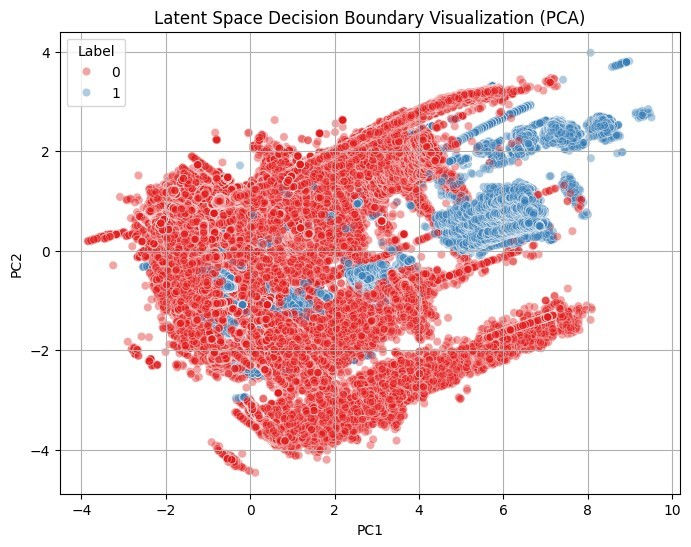 Latent Space Decision Boundary Visualization (PCA)
Label
0
1
4
2
0
−2
−4
PC2
−4 −2 0 2 4 6 8 10
PC1